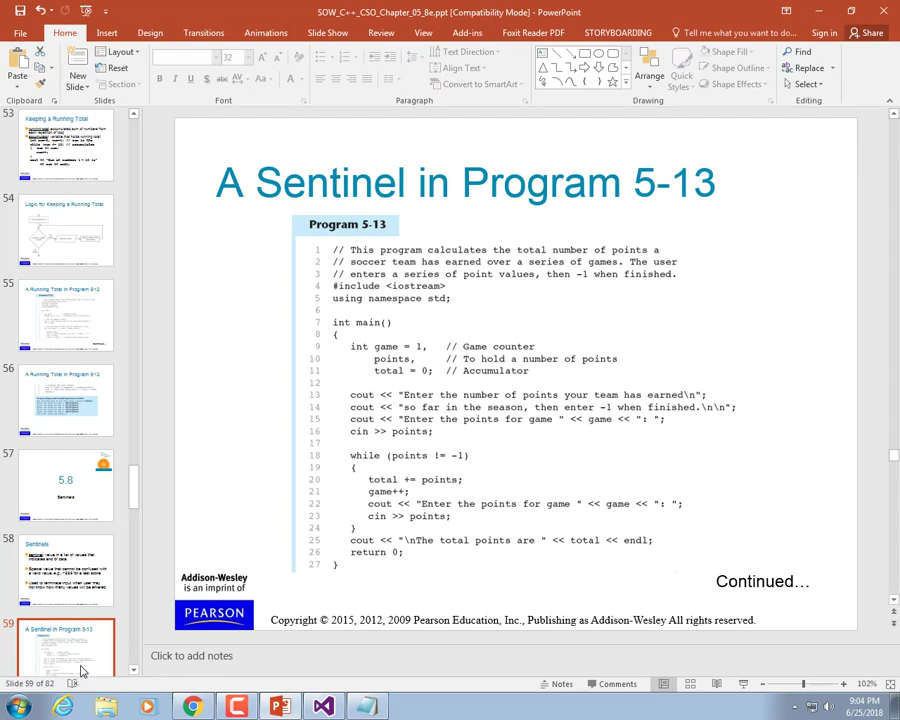 SOW_C++_CSO_Chapter_05_8e.ppt [Compatibility Mode] - PowerPoint
File Home Insert Design Transitions Animations Slide Show Review View Add-ins Foxit Reader PDF STORYBOARDING Tell me what you want to do... Sign in Share
Paste
Clipboard
New
Slide
Layout
Reset
Section
Slides
32
B I U S abc AV Aa A
Font
Text Direction
Align Text
Convert to SmartArt
Paragraph
Arrange
Quick
Styles
Shape Fill
Shape Outline
Shape Effects
Drawing
Find
Replace
Select
Editing
53
Keeping a Running Total
54
Logic for Keeping a Running Total
55
A Running Total in Program 5-12
56
A Running Total in Program 5-12
57
5.8
Sentinels
58
Sentinels
59
A Sentinel in Program 5-13
A Sentinel in Program 5-13
Program 5-13
1 // This program calculates the total number of points a
2 // soccer team has earned over a series of games. The user
3 // enters a series of point values, then -1 when finished.
4 #include <iostream>
5 using namespace std;
6
7 int main()
8 {
9 int game = 1, // Game counter
10 points, // To hold a number of points
11 total = 0; // Accumulator
12
13 cout << "Enter the number of points your team has earned\n";
14 cout << "so far in the season, then enter -1 when finished.\n\n";
15 cout << "Enter the points for game " << game << ": ";
16 cin >> points;
17
18 while (points != -1)
19 {
20 total += points;
21 game++;
22 cout << "Enter the points for game " << game << ": ";
23 cin >> points;
24 }
25 cout << "\nThe total points are " << total << endl;
26 return 0;
27 }
Continued…
Addison-Wesley
is an imprint of
PEARSON
Copyright © 2015, 2012, 2009 Pearson Education, Inc., Publishing as Addison-Wesley All rights reserved.
Click to add notes
Slide 59 of 82
Notes
Comments
102%
9:04 PM
6/25/2018